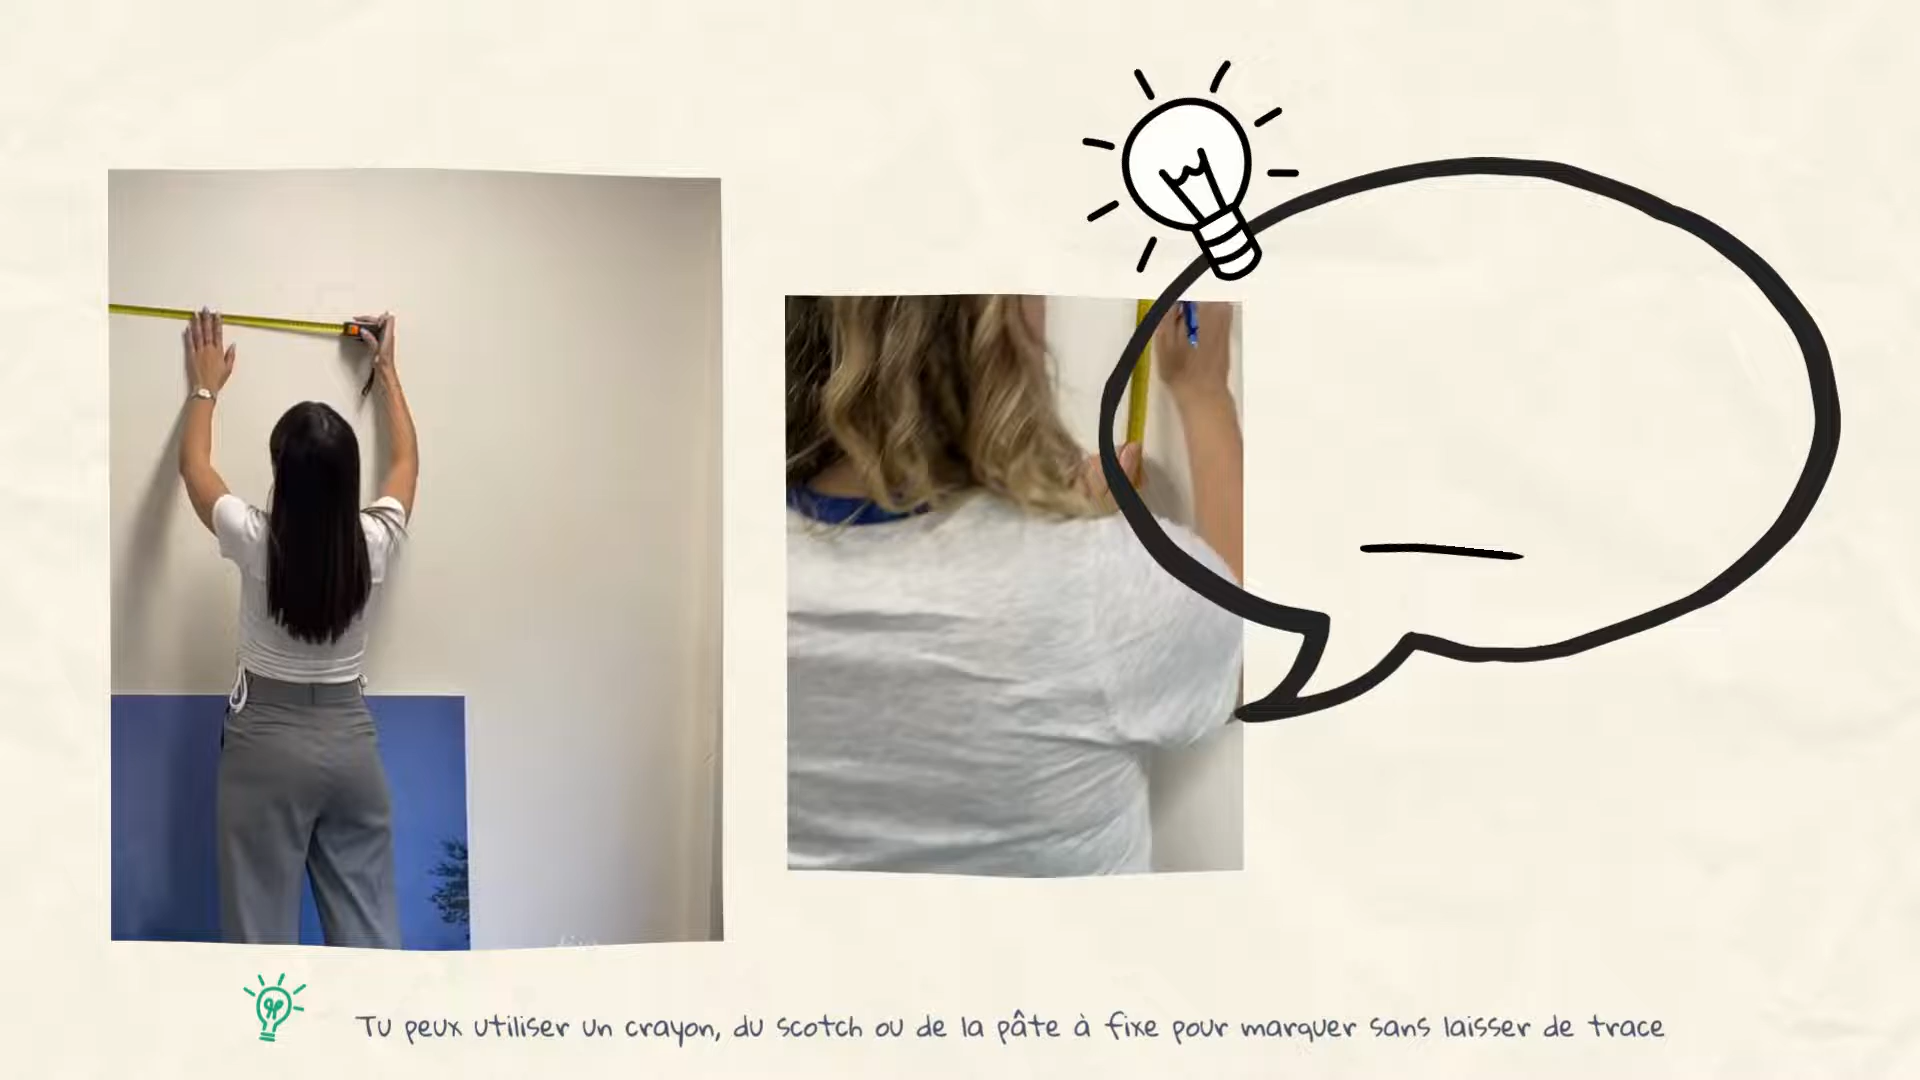 Tu peux utiliser un crayon, du scotch ou de la pâte à fixe pour marquer sans laisser de trace